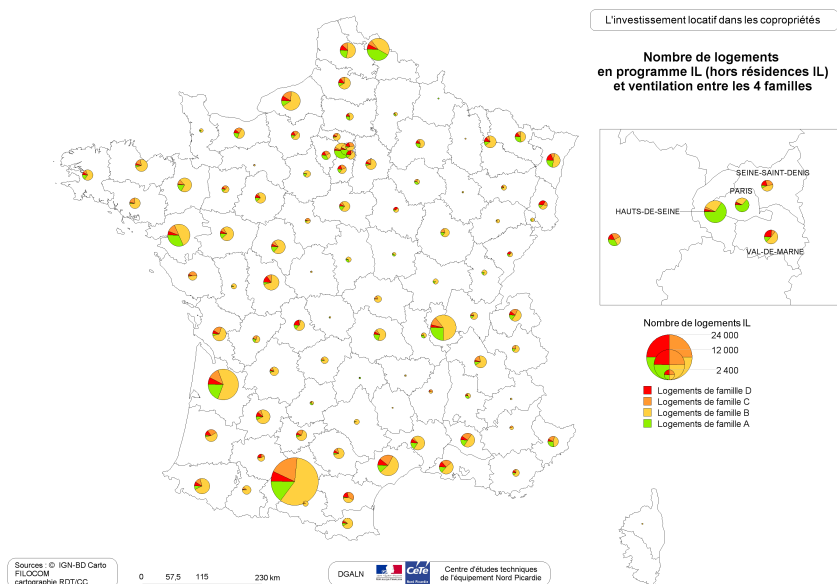 L'investissement locatif dans les copropriétés
Nombre de logements
en programme IL (hors résidences IL)
et ventilation entre les 4 familles
SEINE-SAINT-DENIS
PARIS
HAUTS-DE-SEINE
VAL-DE-MARNE
Nombre de logements IL
24 000
12 000
2 400
Logements de famille D
Logements de famille C
Logements de famille B
Logements de famille A
Sources : © IGN-BD Carto
FILOCOM
cartographie RDT/CC
0 57,5 115 230 km
DGALN
CeTe
Nord Picardie
Centre d'études techniques
de l'équipement Nord Picardie